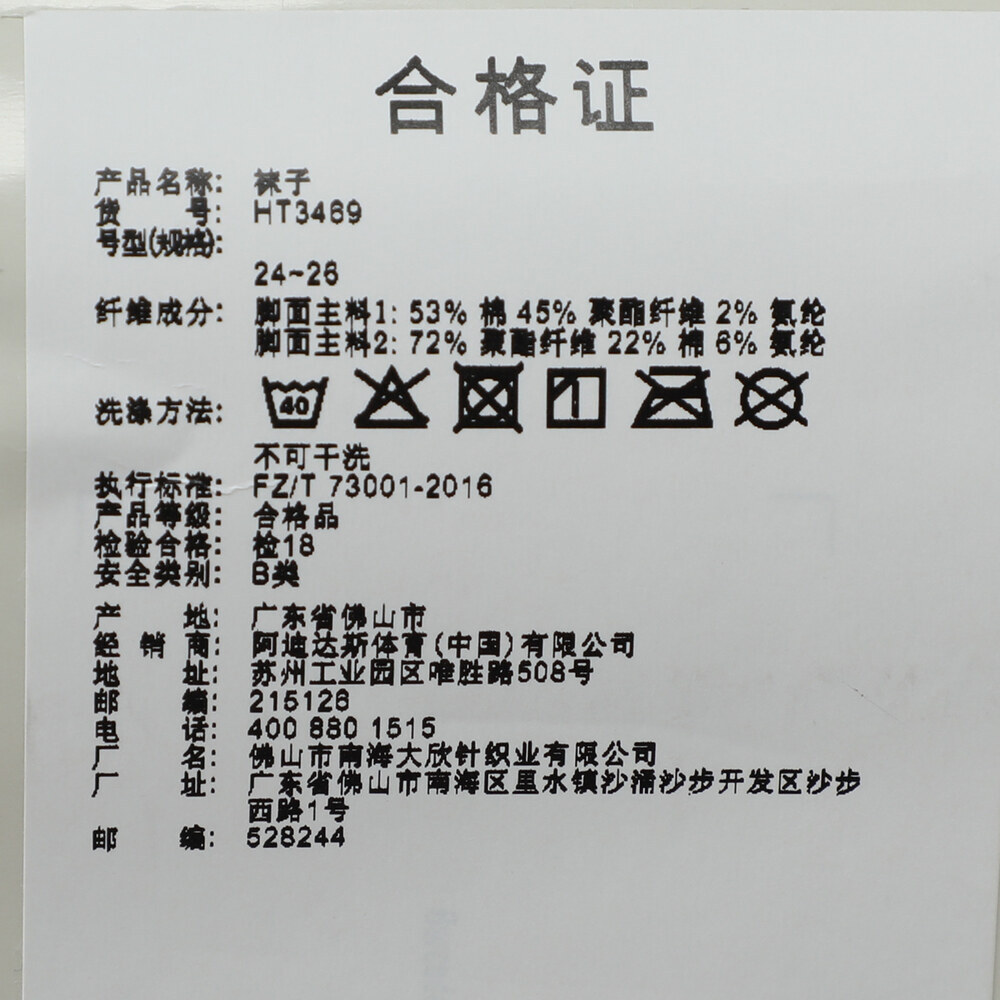 合格证
产品名称: 袜子
货 号: HT3469
号型(规格):
24~26
纤维成分: 脚面主料1: 53% 棉 45% 聚酯纤维 2% 氨纶
脚面主料2: 72% 聚酯纤维 22% 棉 6% 氨纶
洗涤方法: 40
不可干洗
执行标准: FZ/T 73001-2016
产品等级: 合格品
检验合格: 检18
安全类别: B类
产 地: 广东省佛山市
经 销 商: 阿迪达斯体育(中国)有限公司
地 址: 苏州工业园区唯胜路508号
邮 编: 215126
电 话: 400 880 1515
厂 名: 佛山市南海大欣针织业有限公司
厂 址: 广东省佛山市南海区里水镇沙涌沙步开发区沙步
西路1号
邮 编: 528244